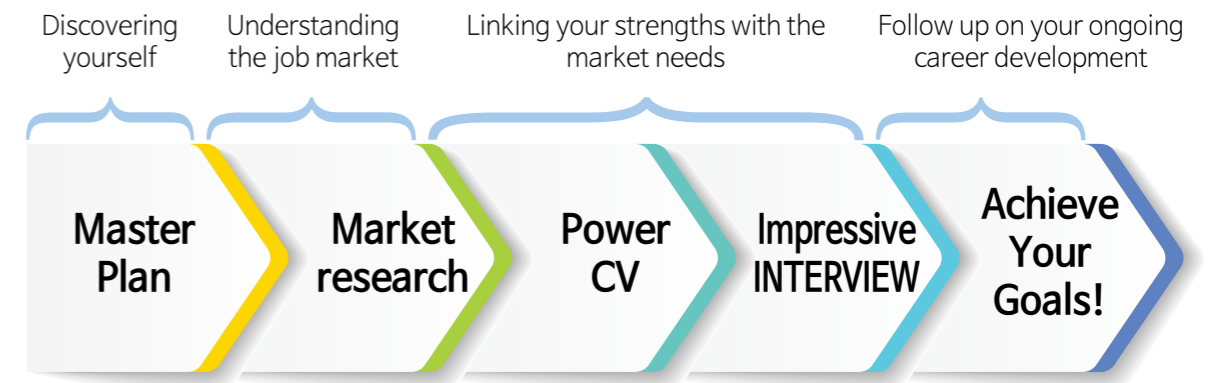 Discovering
yourself
Understanding
the job market
Linking your strengths with the
market needs
Follow up on your ongoing
career development
Master
Plan
Market
research
Power
CV
Impressive
INTERVIEW
Achieve
Your
Goals!